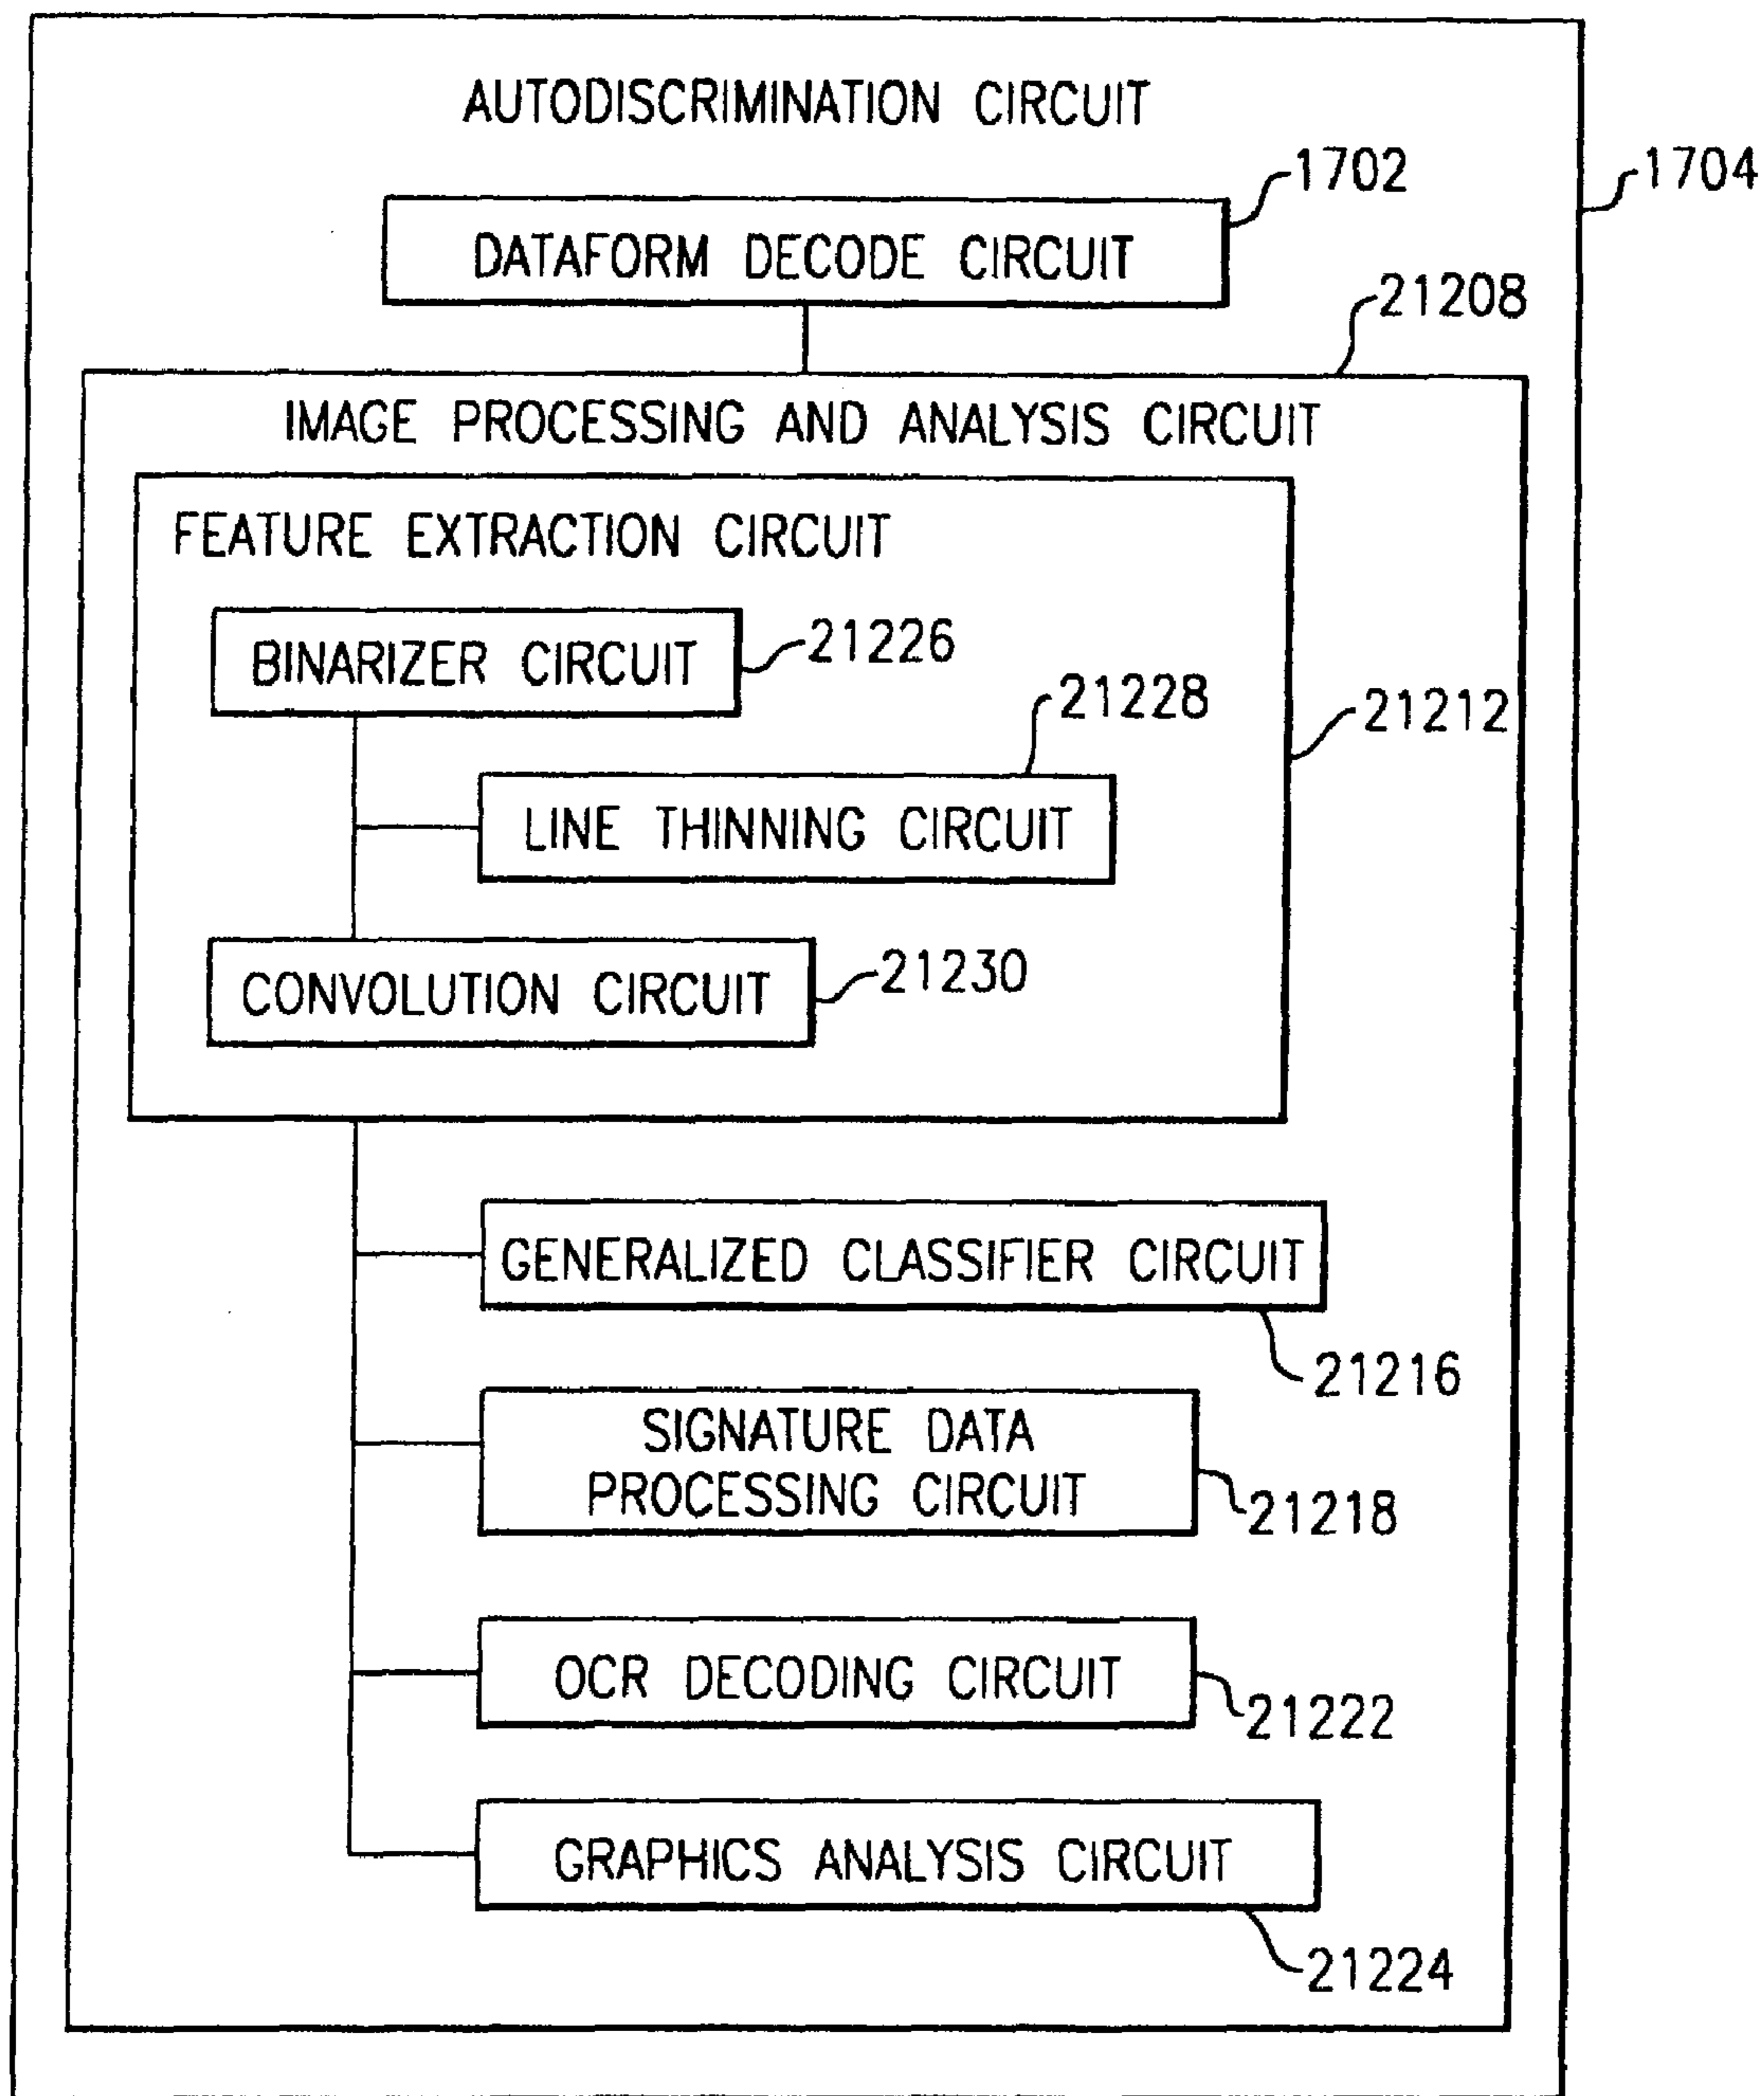 AUTODISCRIMINATION CIRCUIT
1702
1704
DATAFORM DECODE CIRCUIT
21208
IMAGE PROCESSING AND ANALYSIS CIRCUIT
FEATURE EXTRACTION CIRCUIT
BINARIZER CIRCUIT
21226
21228
21212
LINE THINNING CIRCUIT
CONVOLUTION CIRCUIT
21230
GENERALIZED CLASSIFIER CIRCUIT
21216
SIGNATURE DATA
PROCESSING CIRCUIT
21218
OCR DECODING CIRCUIT
21222
GRAPHICS ANALYSIS CIRCUIT
21224